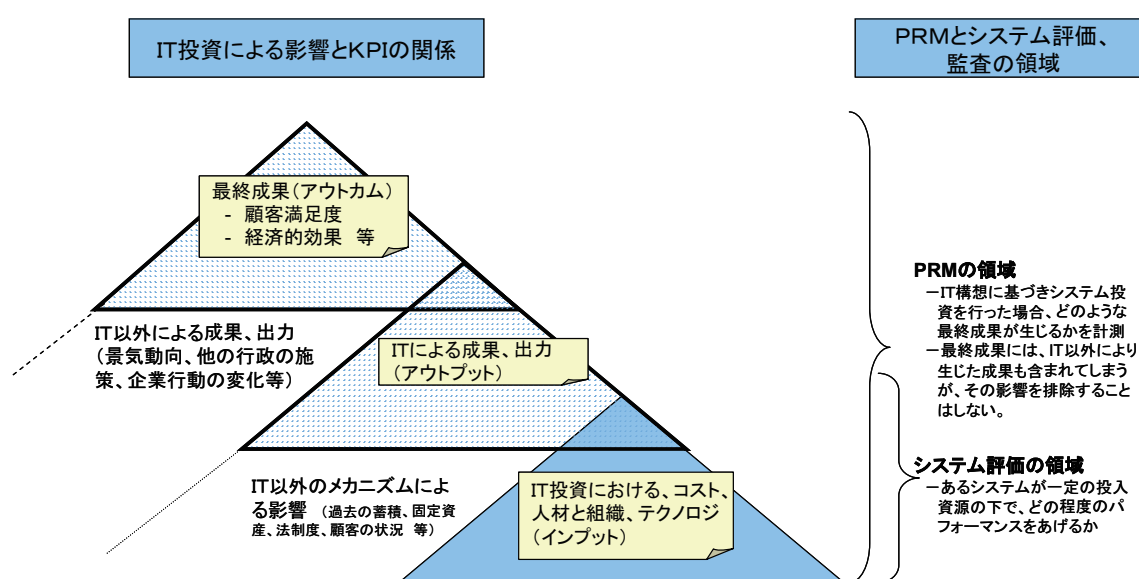 IT投資による影響とKPIの関係
PRMとシステム評価、
監査の領域
最終成果(アウトカム)
- 顧客満足度
- 経済的効果 等
IT以外による成果、出力
(景気動向、他の行政の施
策、企業行動の変化等)
ITによる成果、出力
(アウトプット)
IT以外のメカニズムによ
る影響 (過去の蓄積、固定資
産、法制度、顧客の状況 等)
IT投資における、コスト、
人材と組織、テクノロジ
(インプット)
PRMの領域
-IT構想に基づきシステム投
資を行った場合、どのような
最終成果が生じるかを計測
-最終成果には、IT以外により
生じた成果も含まれてしまう
が、その影響を排除すること
はしない。
システム評価の領域
-あるシステムが一定の投入
資源の下で、どの程度のパ
フォーマンスをあげるか